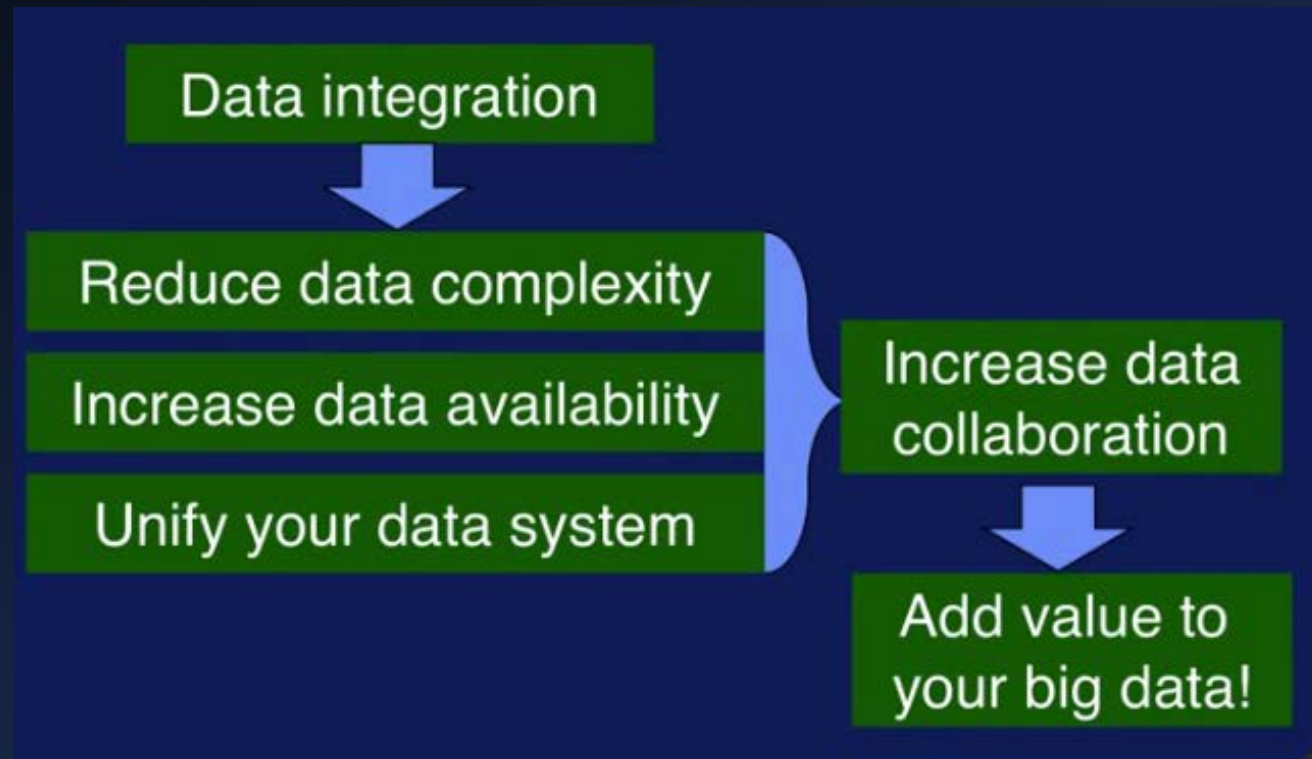 Data integration
Reduce data complexity
Increase data availability
Unify your data system
Increase data
collaboration
Add value to
your big data!